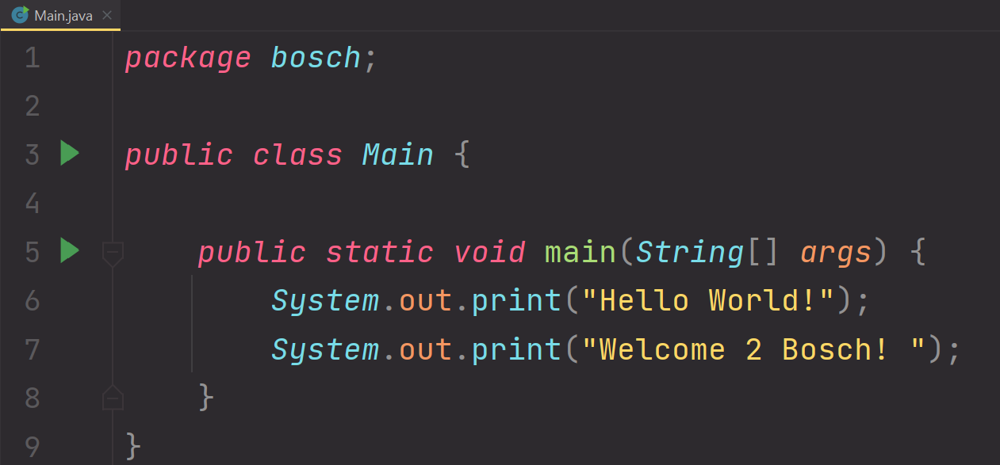 Main.java
1 package bosch;
2
3 public class Main {
4
5 public static void main(String[] args) {
6 System.out.print("Hello World!");
7 System.out.print("Welcome 2 Bosch! ");
8 }
9 }